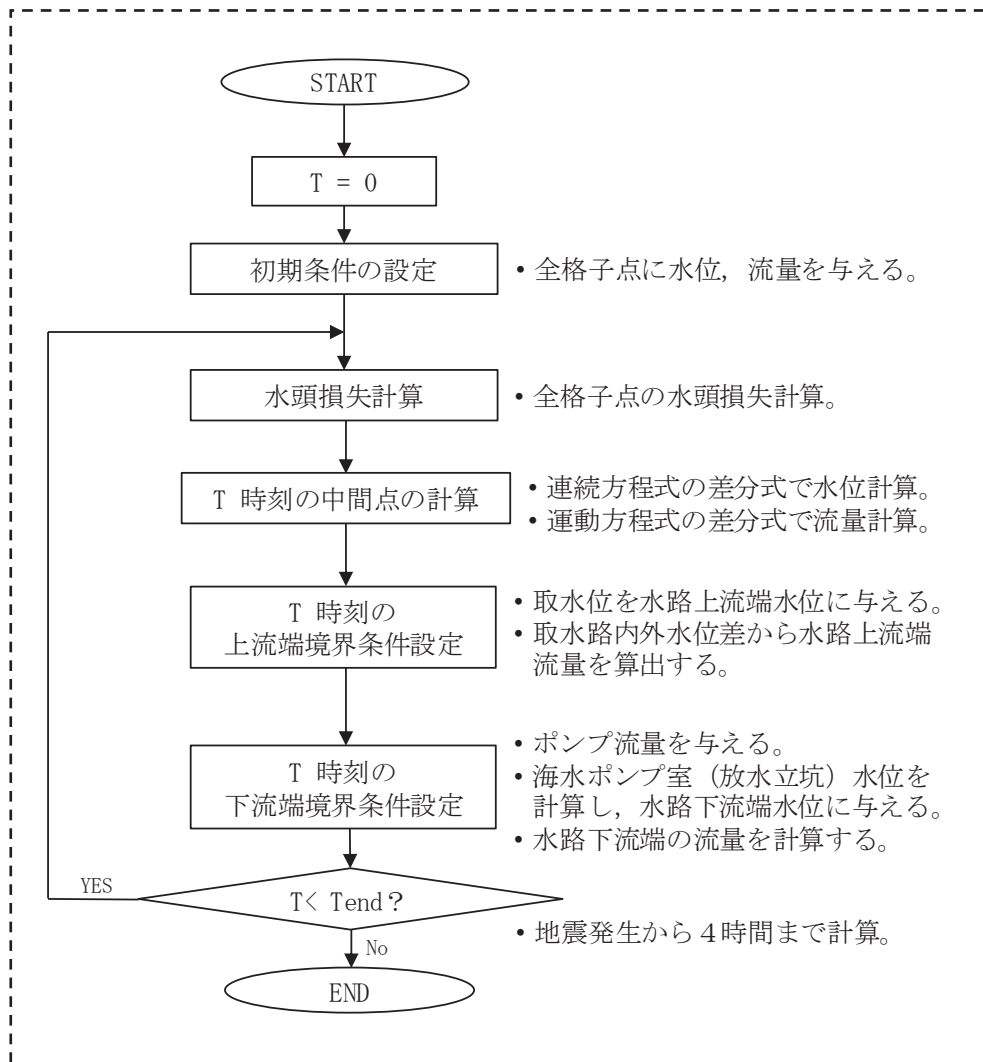 START
T = 0
初期条件の設定
・全格子点に水位，流量を与える。
水頭損失計算
・全格子点の水頭損失計算。
T 時刻の中間点の計算
・連続方程式の差分式で水位計算。
・運動方程式の差分式で流量計算。
T 時刻の
上流端境界条件設定
・取水位を水路上流端水位に与える。
・取水路内外水位差から水路上流端
流量を算出する。
T 時刻の
下流端境界条件設定
・ポンプ流量を与える。
・海水ポンプ室（放水立坑）水位を
計算し，水路下流端水位に与える。
・水路下流端の流量を計算する。
YES
T< Tend？
・地震発生から４時間まで計算。
No
END